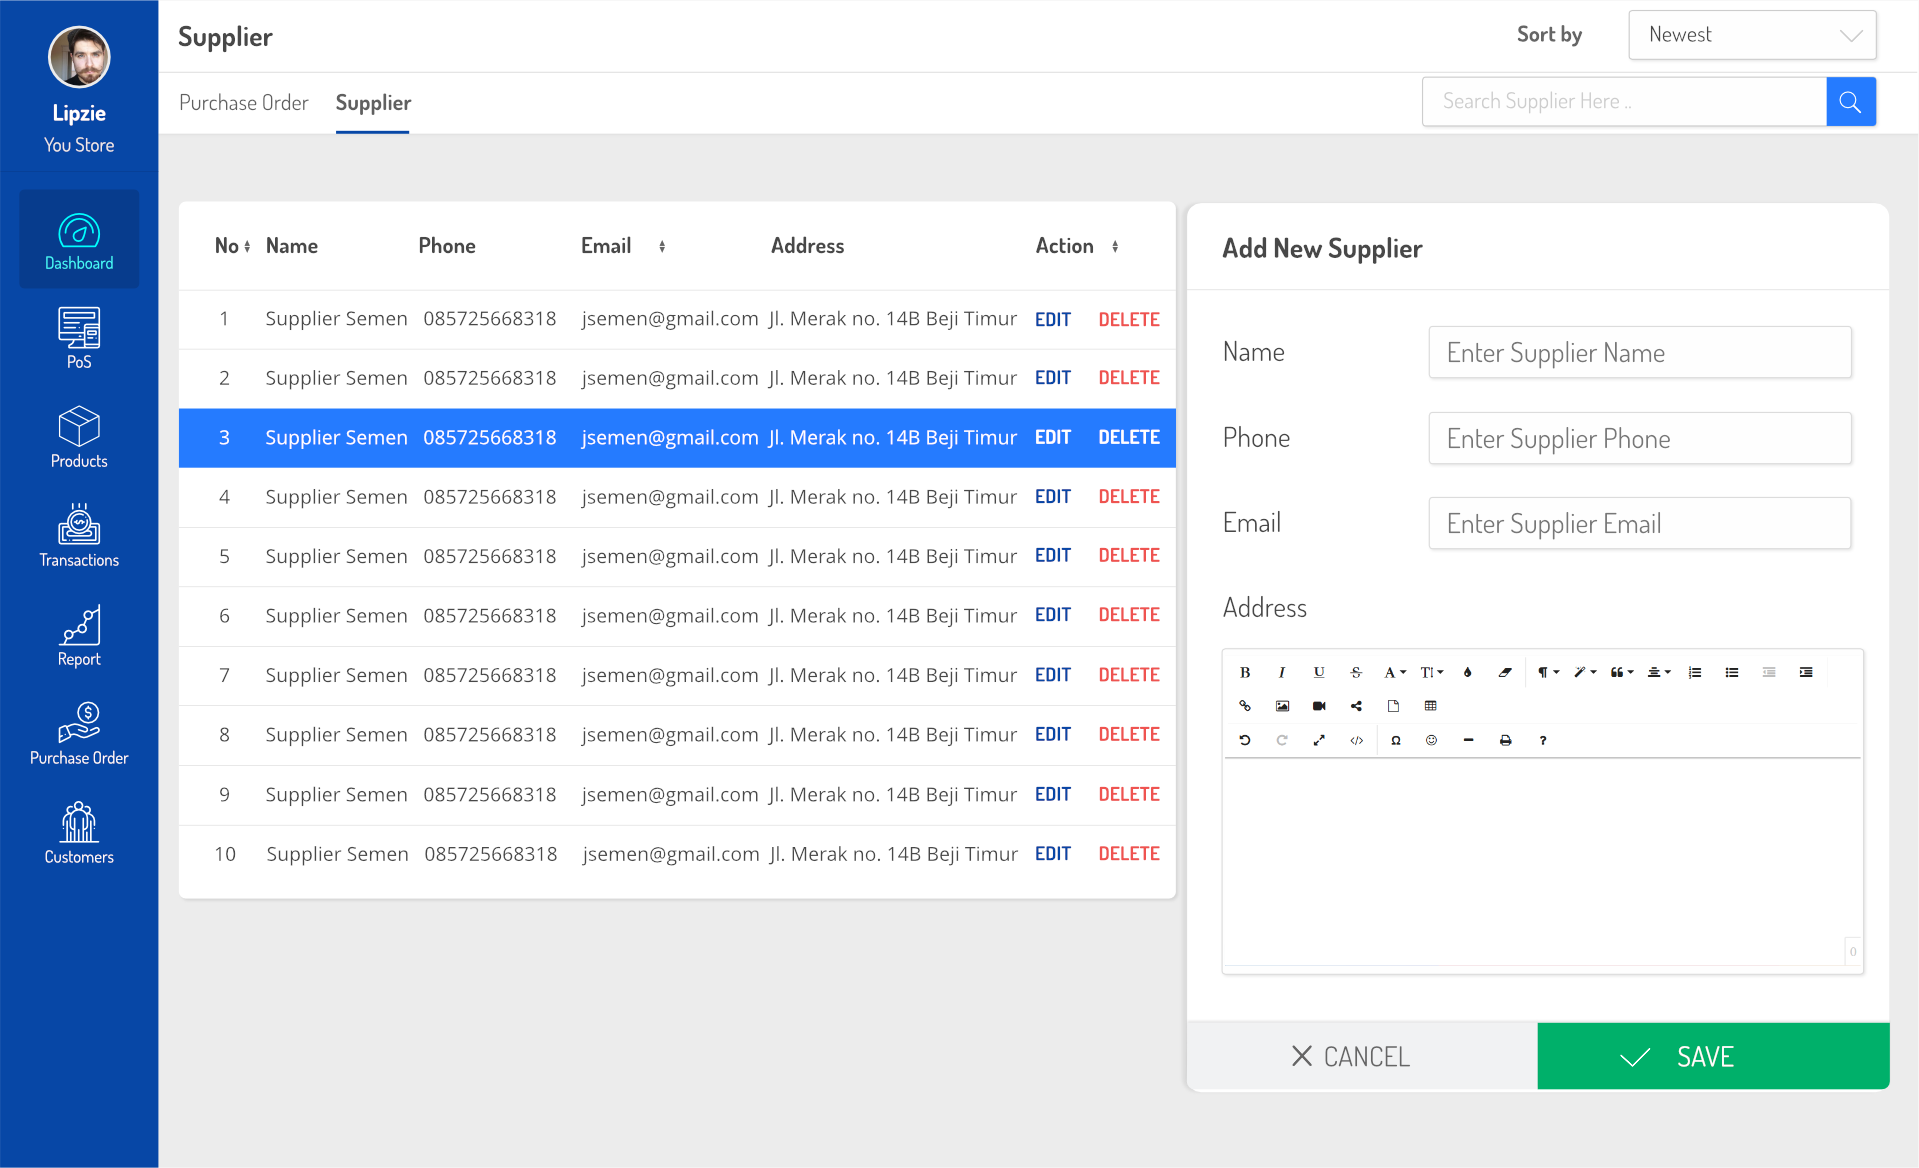 Lipzie
You Store
Dashboard
PoS
Products
Transactions
Report
Purchase Order
Customers
Supplier
Sort by
Newest
Purchase Order
Supplier
Search Supplier Here ..
No Name Phone Email Address Action
1 Supplier Semen 085725668318 jsemen@gmail.com Jl. Merak no. 14B Beji Timur EDIT DELETE
2 Supplier Semen 085725668318 jsemen@gmail.com Jl. Merak no. 14B Beji Timur EDIT DELETE
3 Supplier Semen 085725668318 jsemen@gmail.com Jl. Merak no. 14B Beji Timur EDIT DELETE
4 Supplier Semen 085725668318 jsemen@gmail.com Jl. Merak no. 14B Beji Timur EDIT DELETE
5 Supplier Semen 085725668318 jsemen@gmail.com Jl. Merak no. 14B Beji Timur EDIT DELETE
6 Supplier Semen 085725668318 jsemen@gmail.com Jl. Merak no. 14B Beji Timur EDIT DELETE
7 Supplier Semen 085725668318 jsemen@gmail.com Jl. Merak no. 14B Beji Timur EDIT DELETE
8 Supplier Semen 085725668318 jsemen@gmail.com Jl. Merak no. 14B Beji Timur EDIT DELETE
9 Supplier Semen 085725668318 jsemen@gmail.com Jl. Merak no. 14B Beji Timur EDIT DELETE
10 Supplier Semen 085725668318 jsemen@gmail.com Jl. Merak no. 14B Beji Timur EDIT DELETE
Add New Supplier
Name Enter Supplier Name
Phone Enter Supplier Phone
Email Enter Supplier Email
Address
0
CANCEL
SAVE